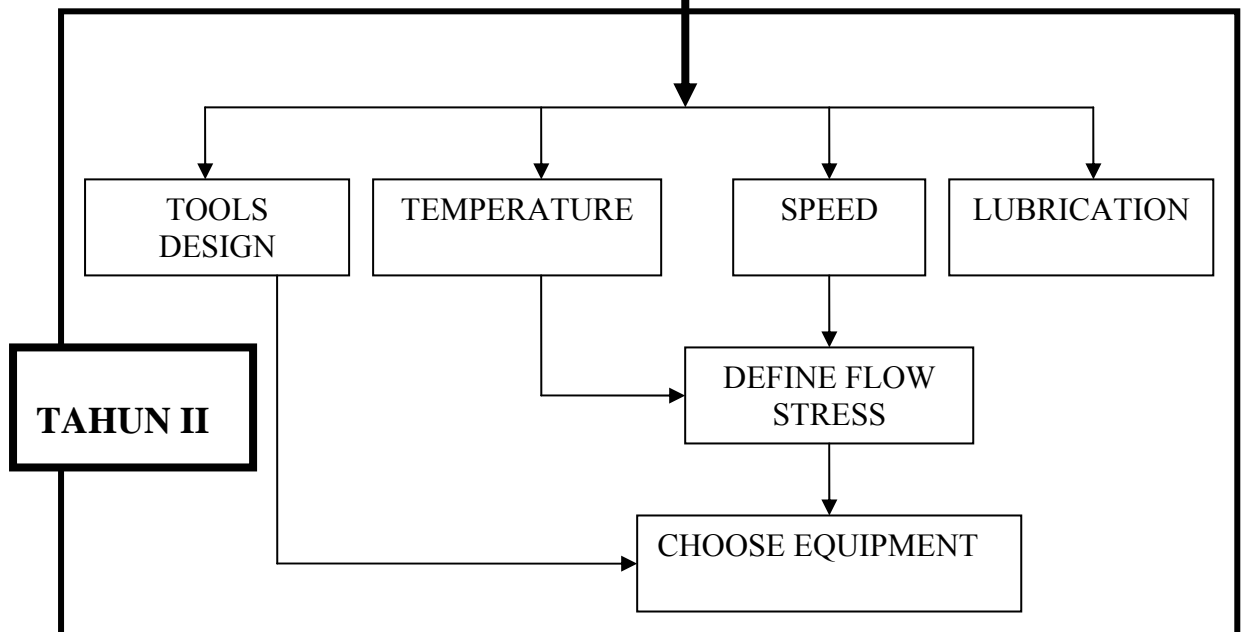 TOOLS
DESIGN
TEMPERATURE
SPEED
LUBRICATION
TAHUN II
DEFINE FLOW
STRESS
CHOOSE EQUIPMENT